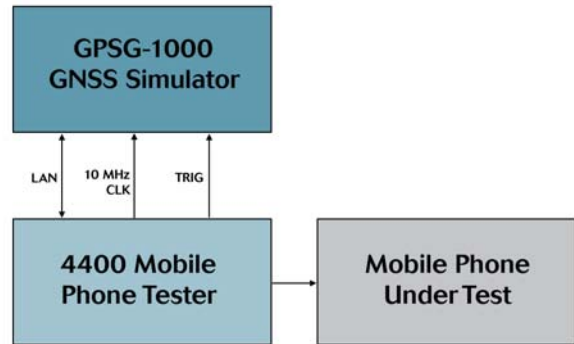 GPSG-1000
GNSS Simulator
LAN
10 MHz
CLK
TRIG
4400 Mobile
Phone Tester
Mobile Phone
Under Test